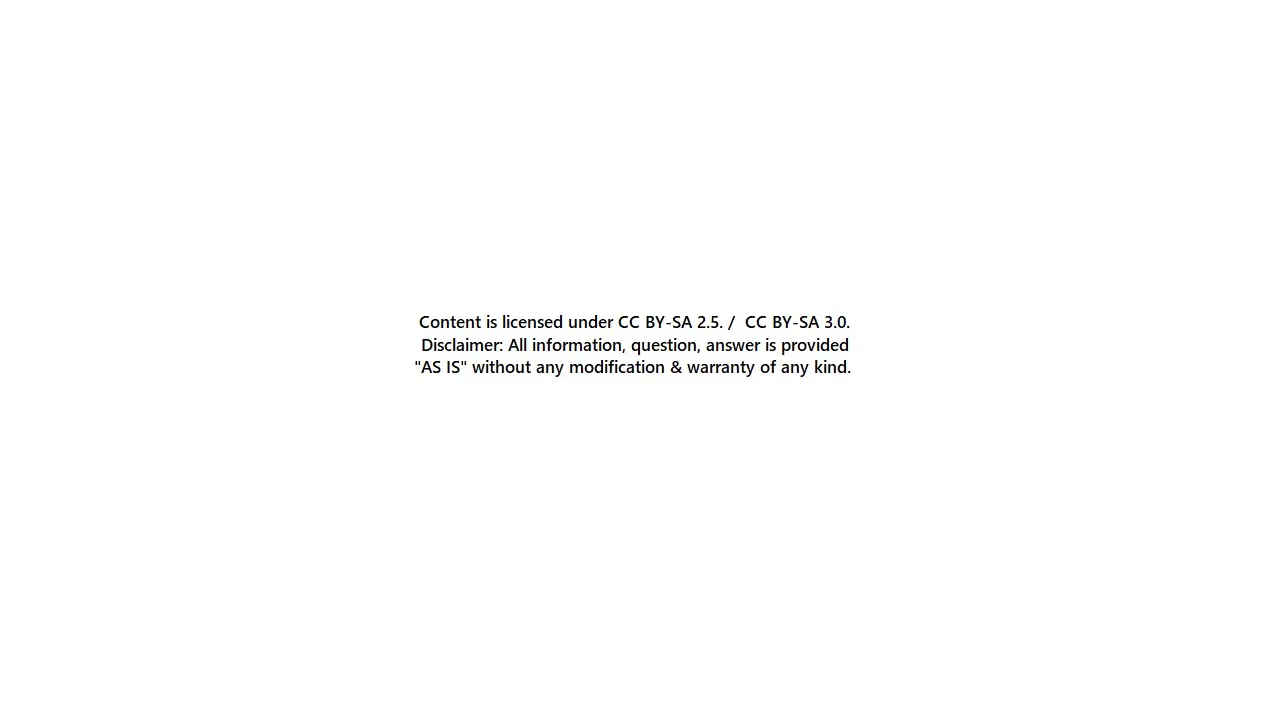 Content is licensed under CC BY-SA 2.5. /  CC BY-SA 3.0.
Disclaimer: All information, question, answer is provided
"AS IS" without any modification & warranty of any kind.